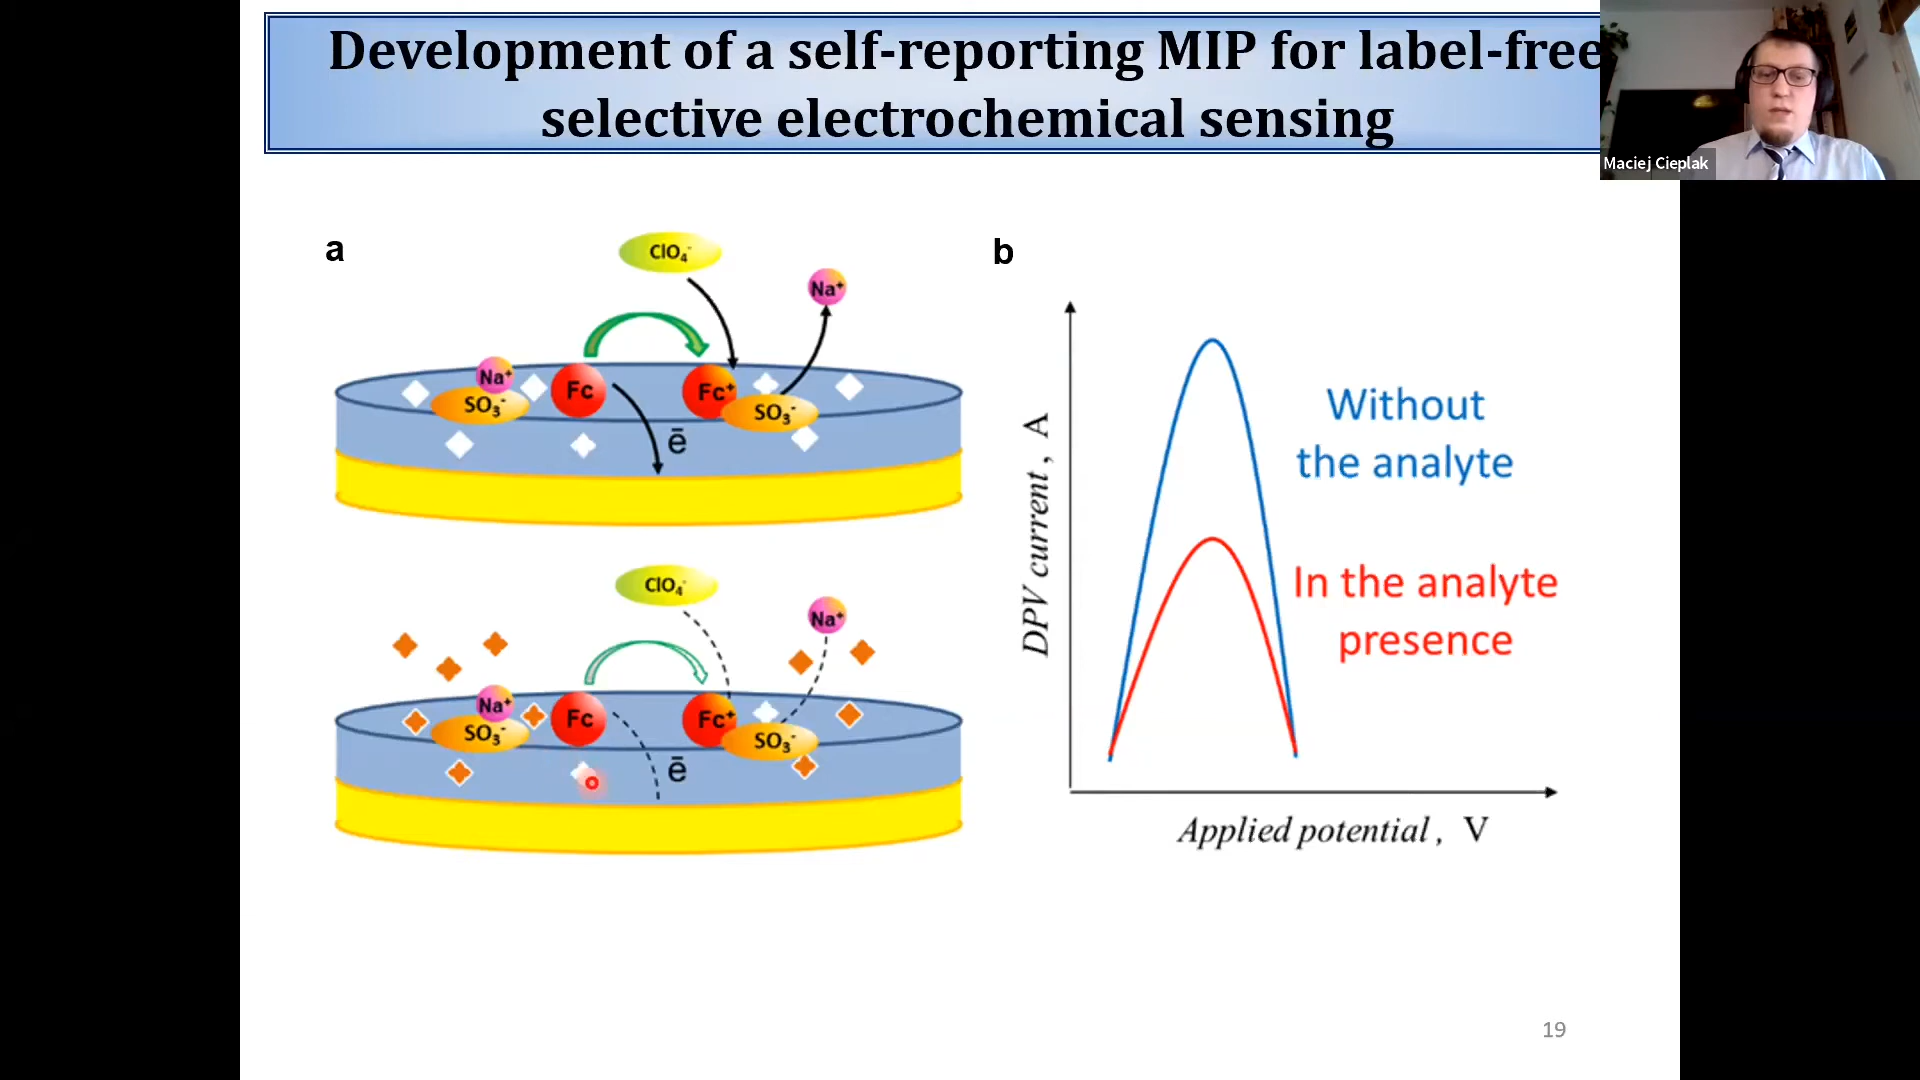 Development of a self-reporting MIP for label-free
selective electrochemical sensing
Maciej Cieplak
a
ClO₄⁻
Na⁺
Na⁺
SO₃⁻
Fc
Fc⁺
SO₃⁻
ē
ClO₄⁻
Na⁺
Na⁺
SO₃⁻
Fc
Fc⁺
SO₃⁻
ē
b
DPV current, A
Without
the analyte
In the analyte
presence
Applied potential, V
19